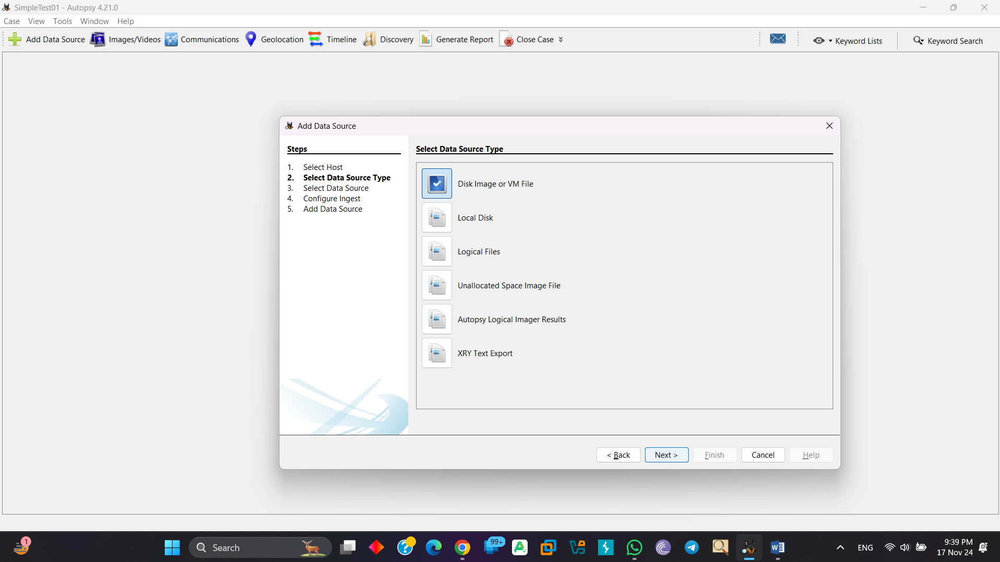 SimpleTest01 - Autopsy 4.21.0
Case View Tools Window Help
Add Data Source Images/Videos Communications Geolocation Timeline Discovery Generate Report Close Case Keyword Lists Keyword Search
Add Data Source
Steps
1. Select Host
2. Select Data Source Type
3. Select Data Source
4. Configure Ingest
5. Add Data Source
Select Data Source Type
Disk Image or VM File
Local Disk
Logical Files
Unallocated Space Image File
Autopsy Logical Imager Results
XRY Text Export
< Back Next > Finish Cancel Help
1 Search 99+ ENG 9:39 PM
17 Nov 24